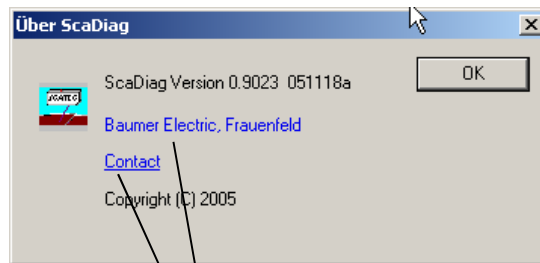 Über ScaDiag
ScaDiag Version 0.9023 051118a
OK
Baumer Electric, Frauenfeld
Contact
Copyright (C) 2005